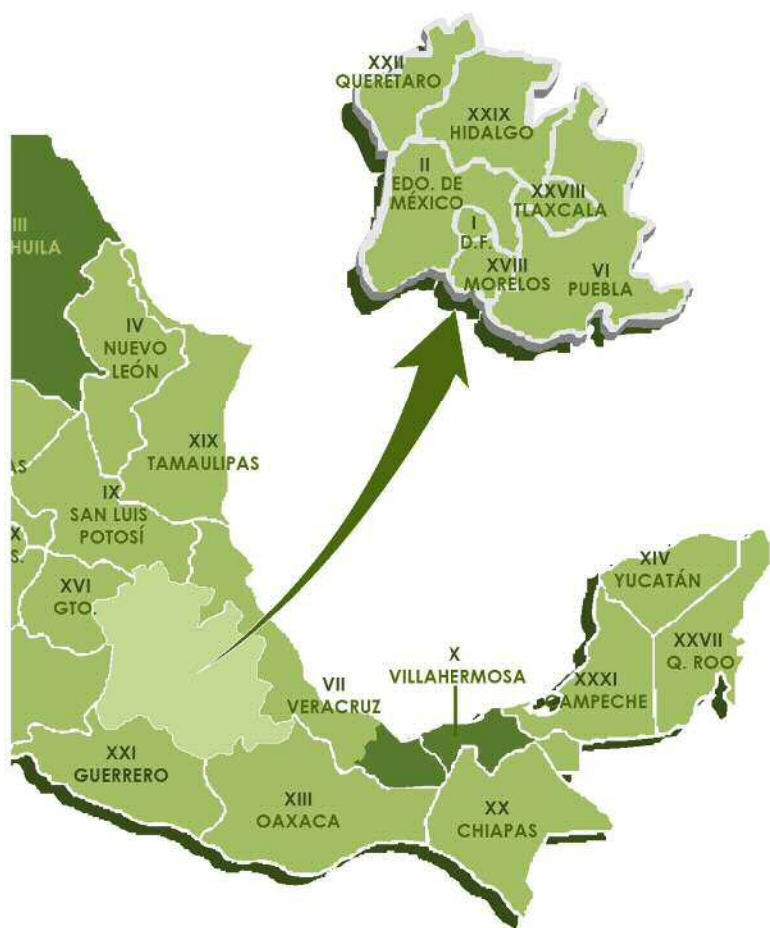 XXII
QUERÉTARO
XXIX
HIDALGO
II
EDO. DE
MÉXICO
XXVIII
TLAXCALA
I
D.F.
XVIII
MORELOS
VI
PUEBLA
III
HUILA
IV
NUEVO
LEÓN
XIX
TAMAULIPAS
AS
IX
SAN LUIS
POTOSÍ
X
S.
XVI
GTO.
XIV
YUCATÁN
XXVII
Q. ROO
X
VILLAHERMOSA
XXXI
CAMPECHE
VII
VERACRUZ
XXI
GUERRERO
XIII
OAXACA
XX
CHIAPAS